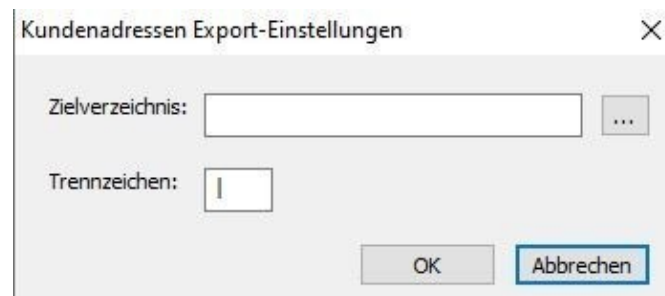 Kundenadressen Export-Einstellungen
Zielverzeichnis:
...
Trennzeichen:
|
OK
Abbrechen